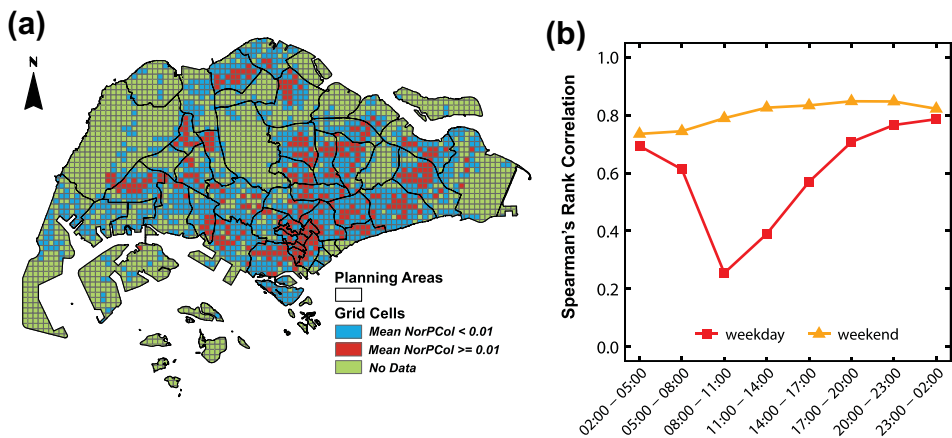 (a)
N
Planning Areas
Grid Cells
Mean NorPCol < 0.01
Mean NorPCol >= 0.01
No Data
(b)
Spearman's Rank Correlation
1.0
0.8
0.6
0.4
0.2
0.0
weekday
weekend
02:00 – 05:00
05:00 – 08:00
08:00 – 11:00
11:00 – 14:00
14:00 – 17:00
17:00 – 20:00
20:00 – 23:00
23:00 – 02:00